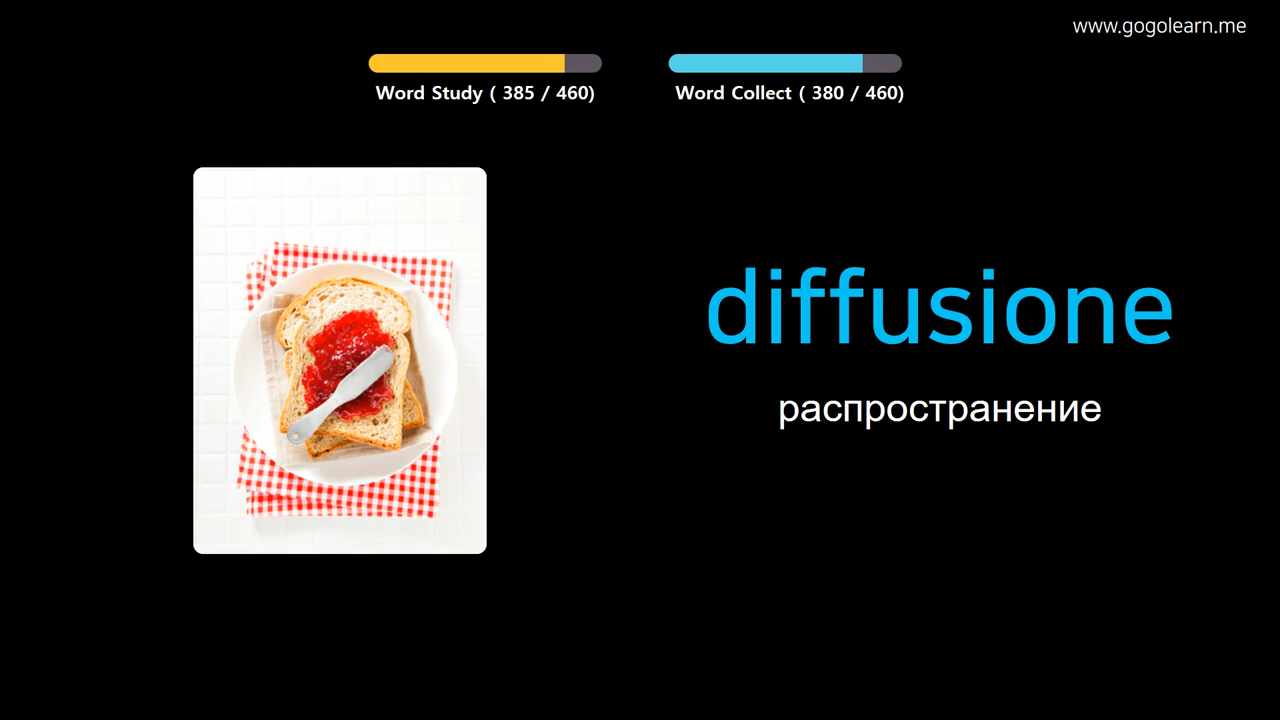 www.gogolearn.me
Word Study ( 385 / 460)
Word Collect ( 380 / 460)
diffusione
распространение